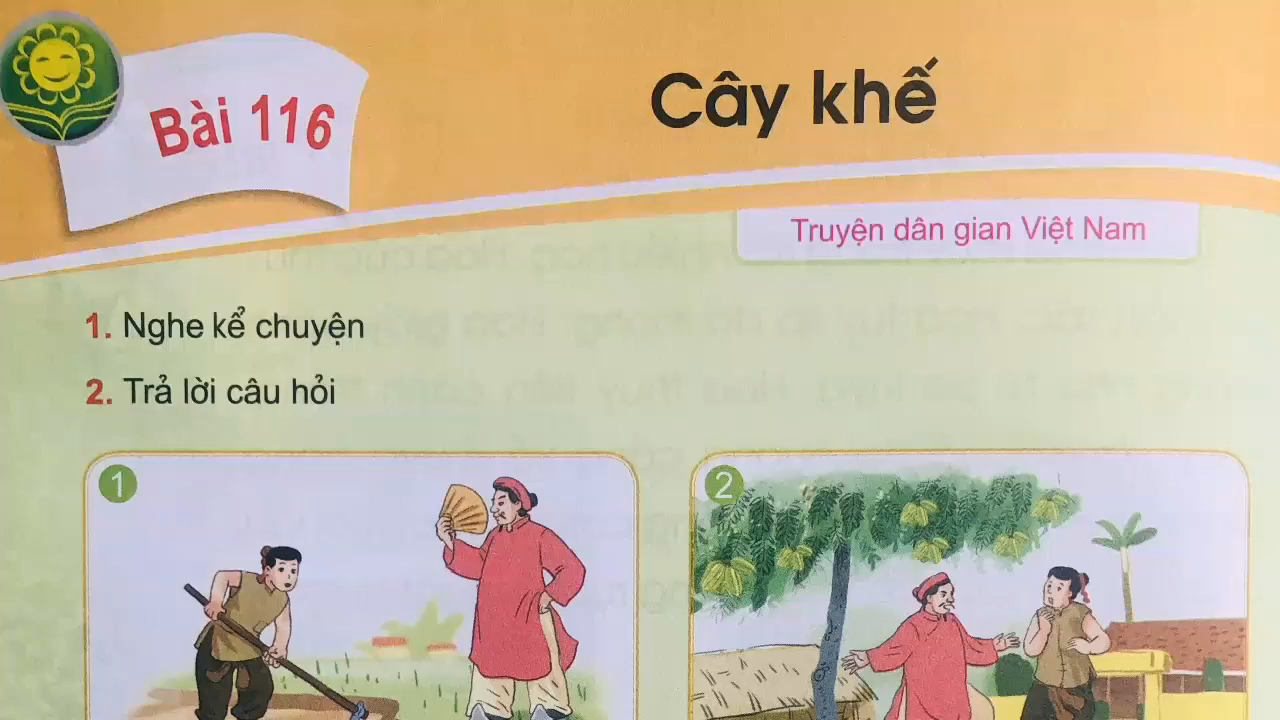 Bài 116
Cây khế
Truyện dân gian Việt Nam
1. Nghe kể chuyện
2. Trả lời câu hỏi
1
2